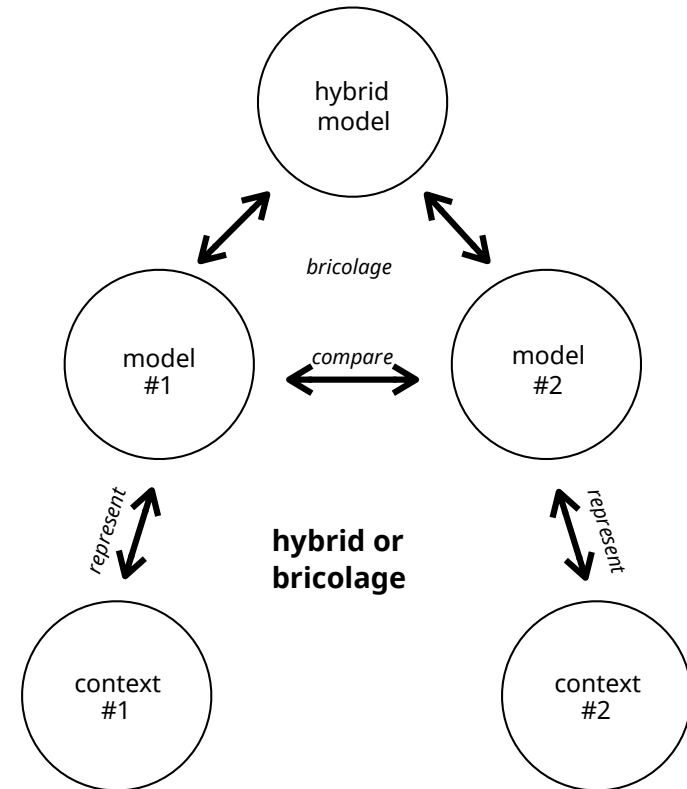 hybrid
model
bricolage
model
#1
compare
model
#2
represent
represent
hybrid or
bricolage
context
#1
context
#2